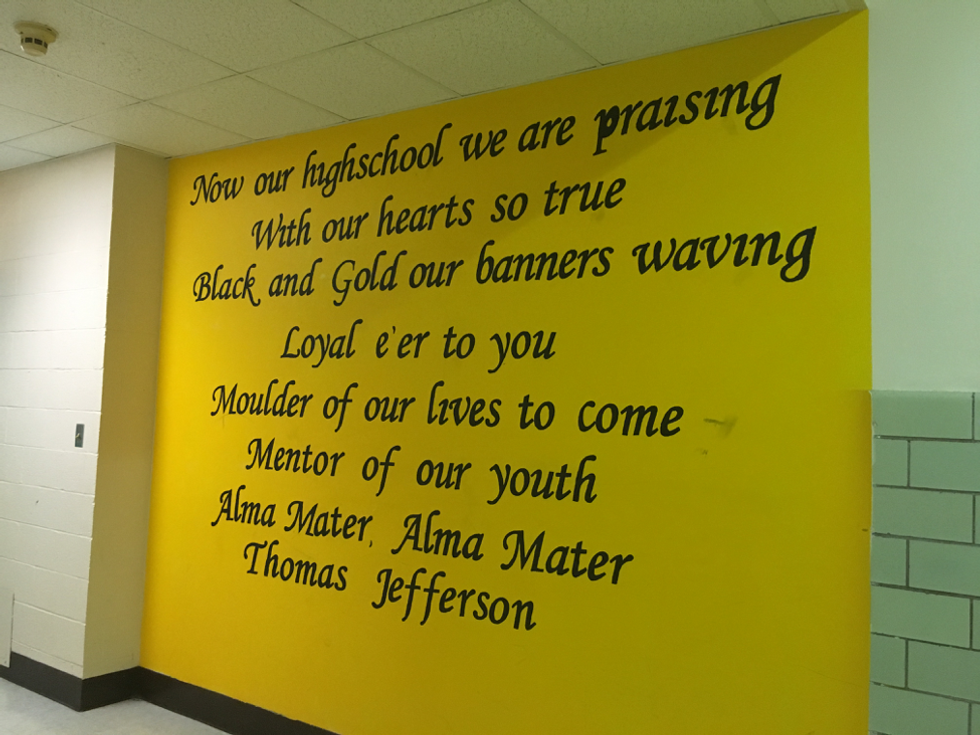 Now our highschool we are praising
With our hearts so true
Black and Gold our banners waving
Loyal e'er to you
Moulder of our lives to come
Mentor of our youth
Alma Mater, Alma Mater
Thomas Jefferson